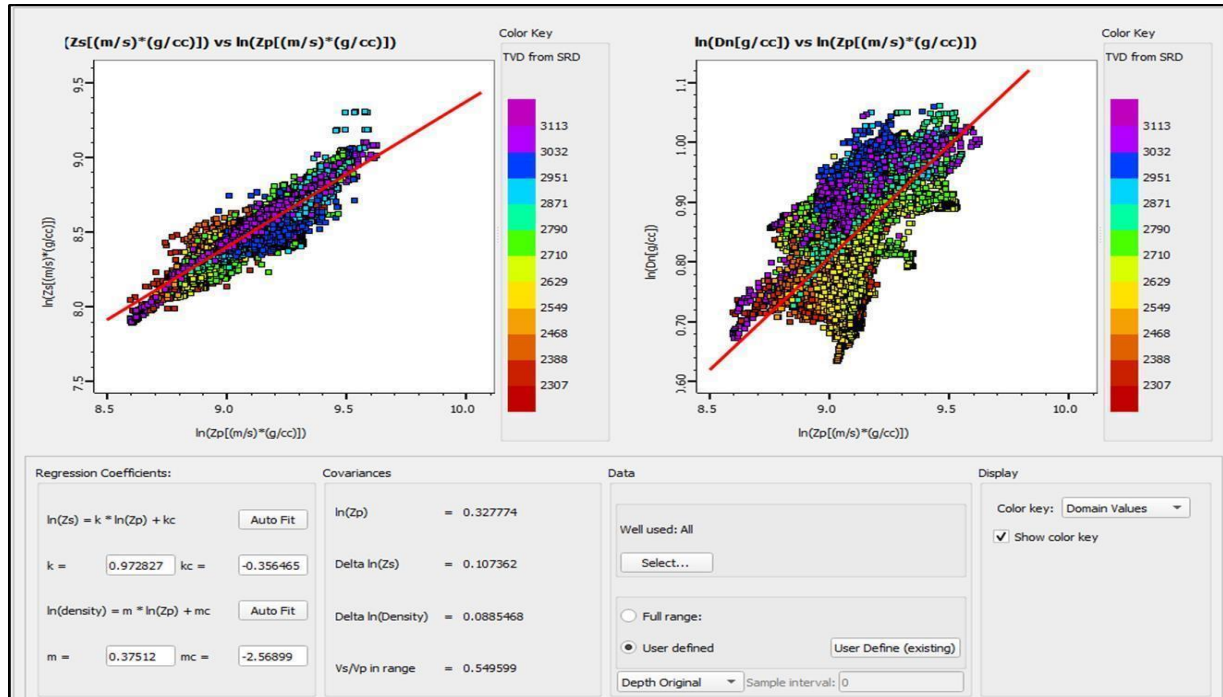 (Zs[(m/s)*(g/cc)]) vs ln(Zp[(m/s)*(g/cc)])
Color Key
TVD from SRD
3113
3032
2951
2871
2790
2710
2629
2549
2468
2388
2307
9.5
9.0
8.5
8.0
7.5
ln(Zs[(m/s)*(g/cc)])
8.5 9.0 9.5 10.0
ln(Zp[(m/s)*(g/cc)])
ln(Dn[g/cc]) vs ln(Zp[(m/s)*(g/cc)])
Color Key
TVD from SRD
3113
3032
2951
2871
2790
2710
2629
2549
2468
2388
2307
1.1
1.00
0.90
0.80
0.70
0.60
ln(Dn[g/cc])
8.5 9.0 9.5 10.0
ln(Zp[(m/s)*(g/cc)])
Regression Coefficients:
ln(Zs) = k * ln(Zp) + kc Auto Fit
k = 0.972827 kc = -0.356465
ln(density) = m * ln(Zp) + mc Auto Fit
m = 0.37512 mc = -2.56899
Covariances
ln(Zp) = 0.327774
Delta ln(Zs) = 0.107362
Delta ln(Density) = 0.0885468
Vs/Vp in range = 0.549599
Data
Well used: All
Select...
Full range:
User defined User Define (existing)
Depth Original Sample interval: 0
Display
Color key: Domain Values
Show color key